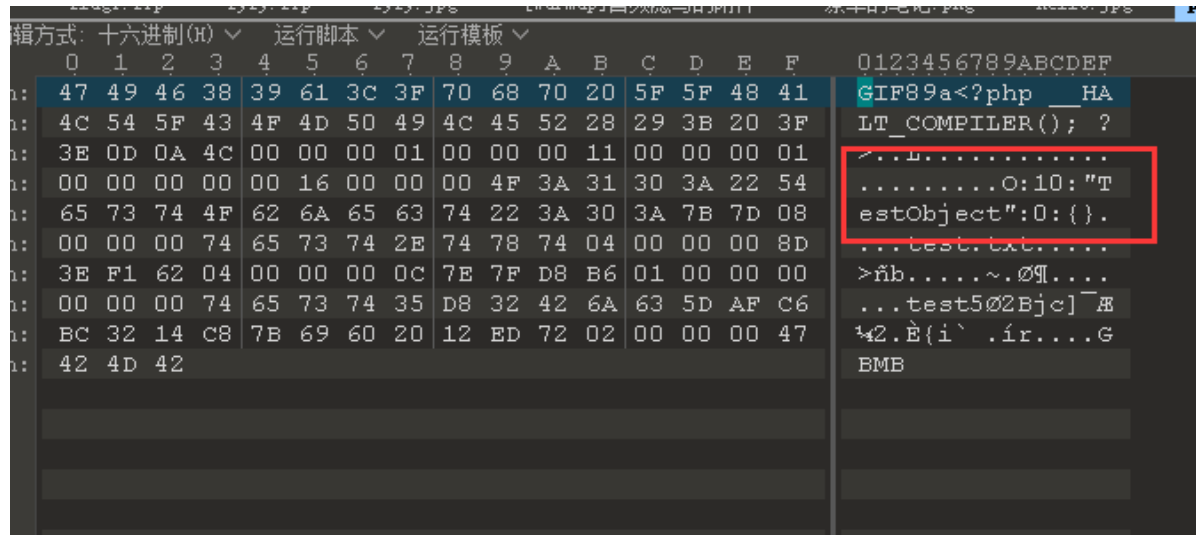 辑方式: 十六进制(H) 运行脚本 运行模板
0 1 2 3 4 5 6 7 8 9 A B C D E F 0123456789ABCDEF
47 49 46 38 39 61 3C 3F 70 68 70 20 5F 5F 48 41 GIF89a<?php __HA
4C 54 5F 43 4F 4D 50 49 4C 45 52 28 29 3B 20 3F LT_COMPILER(); ?
3E 0D 0A 4C 00 00 00 01 00 00 00 11 00 00 00 01 >..L............
00 00 00 00 00 16 00 00 00 4F 3A 31 30 3A 22 54 .........O:10:"T
65 73 74 4F 62 6A 65 63 74 22 3A 30 3A 7B 7D 08 estObject":0:{}.
00 00 00 74 65 73 74 2E 74 78 74 04 00 00 00 8D ...test.txt.....
3E F1 62 04 00 00 00 0C 7E 7F D8 B6 01 00 00 00 >ñb.....~.Ø¶....
00 00 00 74 65 73 74 35 D8 32 42 6A 63 5D AF C6 ...test5Ø2Bjc]¯Æ
BC 32 14 C8 7B 69 60 20 12 ED 72 02 00 00 00 47 ¼2.È{i` .ír....G
42 4D 42 BMB